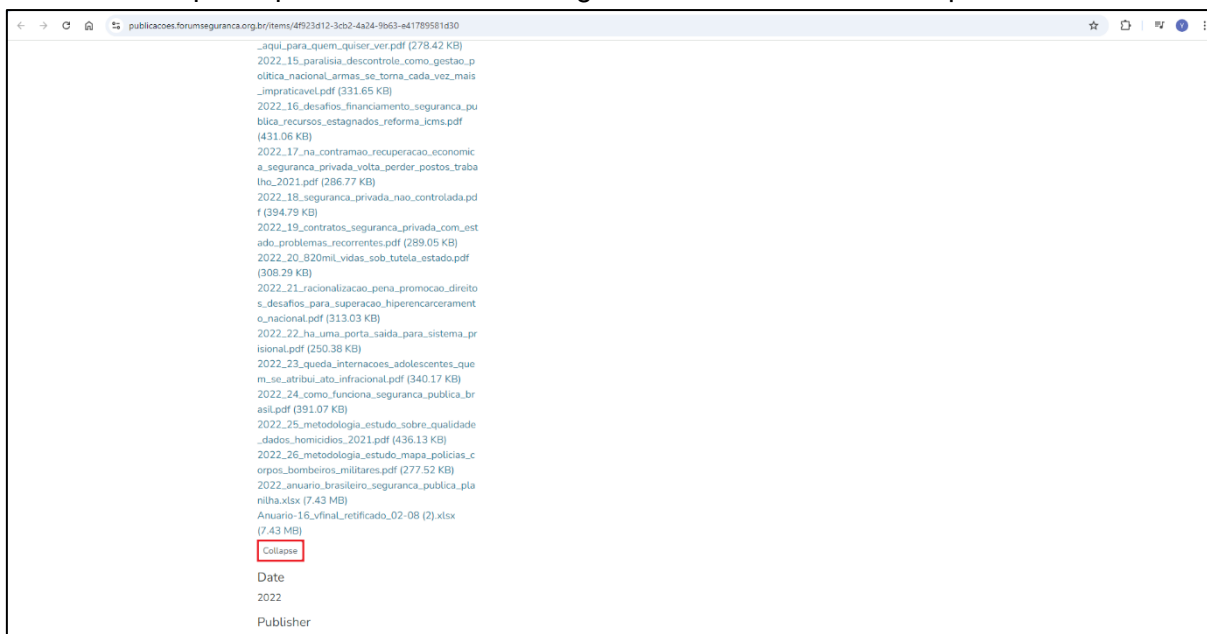 publicacoes.forumseguranca.org.br/items/4f923d12-3cb2-4a24-9b63-e41789581d30
_aqui_para_quem_quiser_ver.pdf (278.42 KB)
2022_15_paralisia_descontrole_como_gestao_p
olitica_nacional_armas_se_torna_cada_vez_mais
_impraticavel.pdf (331.65 KB)
2022_16_desafios_financiamento_seguranca_pu
blica_recursos_estagnados_reforma_icms.pdf
(431.06 KB)
2022_17_na_contramao_recuperacao_economic
a_seguranca_privada_volta_perder_postos_traba
lho_2021.pdf (286.77 KB)
2022_18_seguranca_privada_nao_controlada.pd
f (394.79 KB)
2022_19_contratos_seguranca_privada_com_est
ado_problemas_recorrentes.pdf (289.05 KB)
2022_20_820mil_vidas_sob_tutela_estado.pdf
(308.29 KB)
2022_21_racionalizacao_pena_promocao_direito
s_desafios_para_superacao_hiperencarcerament
o_nacional.pdf (313.03 KB)
2022_22_ha_uma_porta_saida_para_sistema_pr
isional.pdf (250.38 KB)
2022_23_queda_internacoes_adolescentes_que
m_se_atribui_ato_infracional.pdf (340.17 KB)
2022_24_como_funciona_seguranca_publica_br
asil.pdf (391.07 KB)
2022_25_metodologia_estudo_sobre_qualidade
_dados_homicidios_2021.pdf (436.13 KB)
2022_26_metodologia_estudo_mapa_policias_c
orpos_bombeiros_militares.pdf (277.52 KB)
2022_anuario_brasileiro_seguranca_publica_pla
nilha.xlsx (7.43 MB)
Anuario-16_vfinal_retificado_02-08 (2).xlsx
(7.43 MB)
Collapse
Date
2022
Publisher